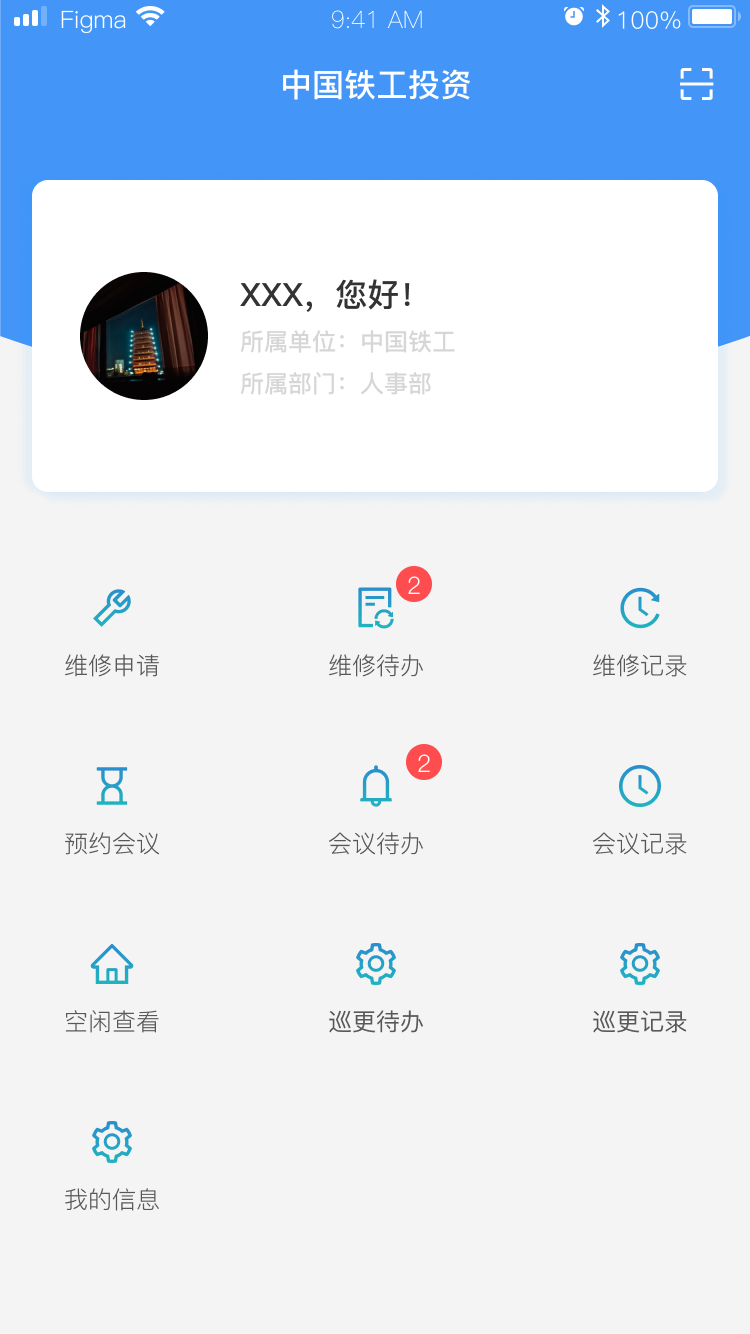 Figma 9:41 AM 100%
中国铁工投资
XXX，您好！
所属单位：中国铁工
所属部门：人事部
2
维修申请 维修待办 维修记录
2
预约会议 会议待办 会议记录
空闲查看 巡更待办 巡更记录
我的信息